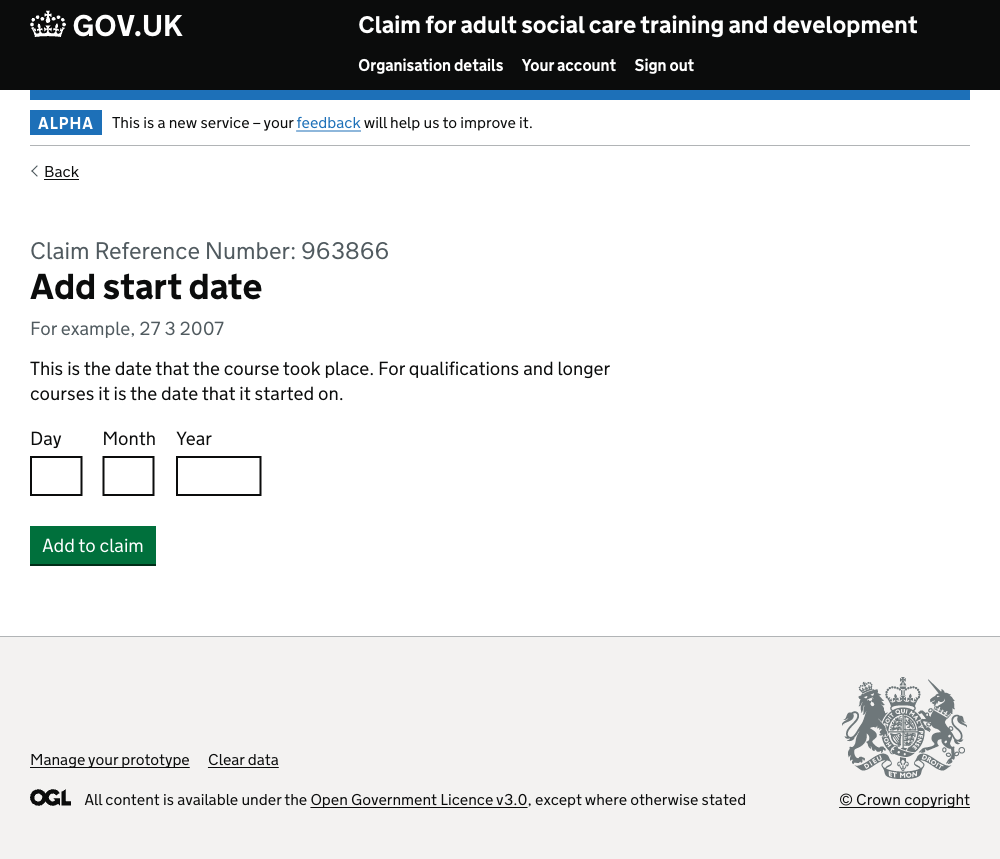 GOV.UK
Claim for adult social care training and development
Organisation details Your account Sign out
ALPHA This is a new service – your feedback will help us to improve it.
Back
Claim Reference Number: 963866
Add start date
For example, 27 3 2007
This is the date that the course took place. For qualifications and longer
courses it is the date that it started on.
Day Month Year
Add to claim
Manage your prototype Clear data
OGL All content is available under the Open Government Licence v3.0, except where otherwise stated
© Crown copyright